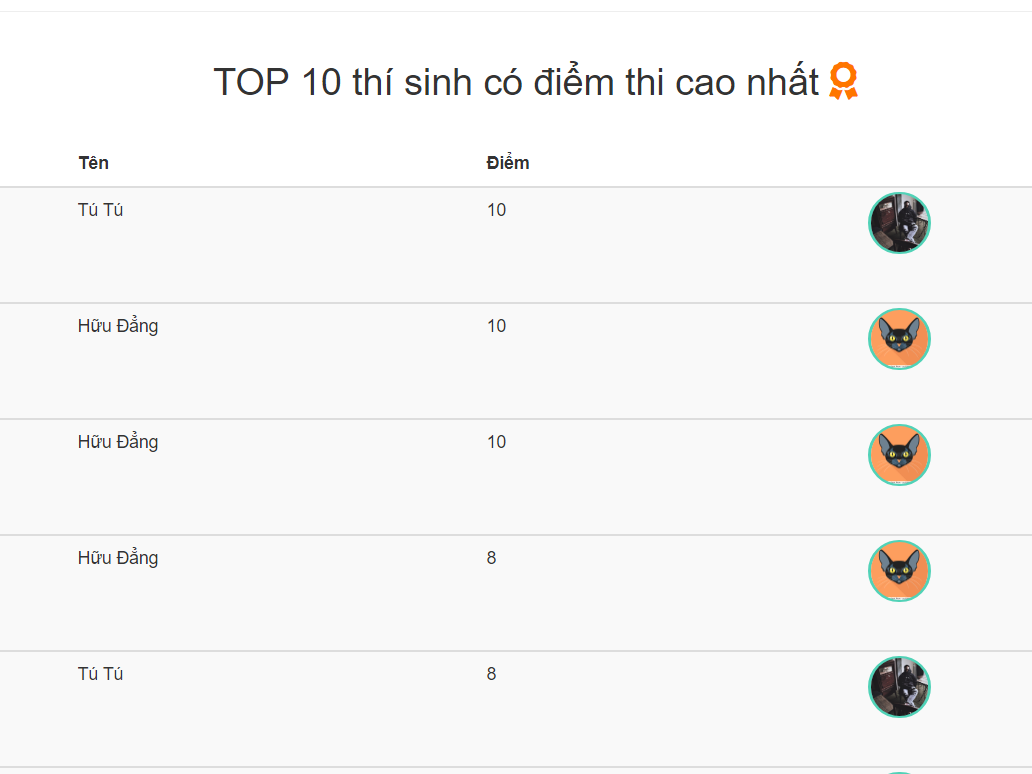 TOP 10 thí sinh có điểm thi cao nhất
Tên Điểm
Tú Tú 10
Hữu Đẳng 10
Hữu Đẳng 10
Hữu Đẳng 8
Tú Tú 8